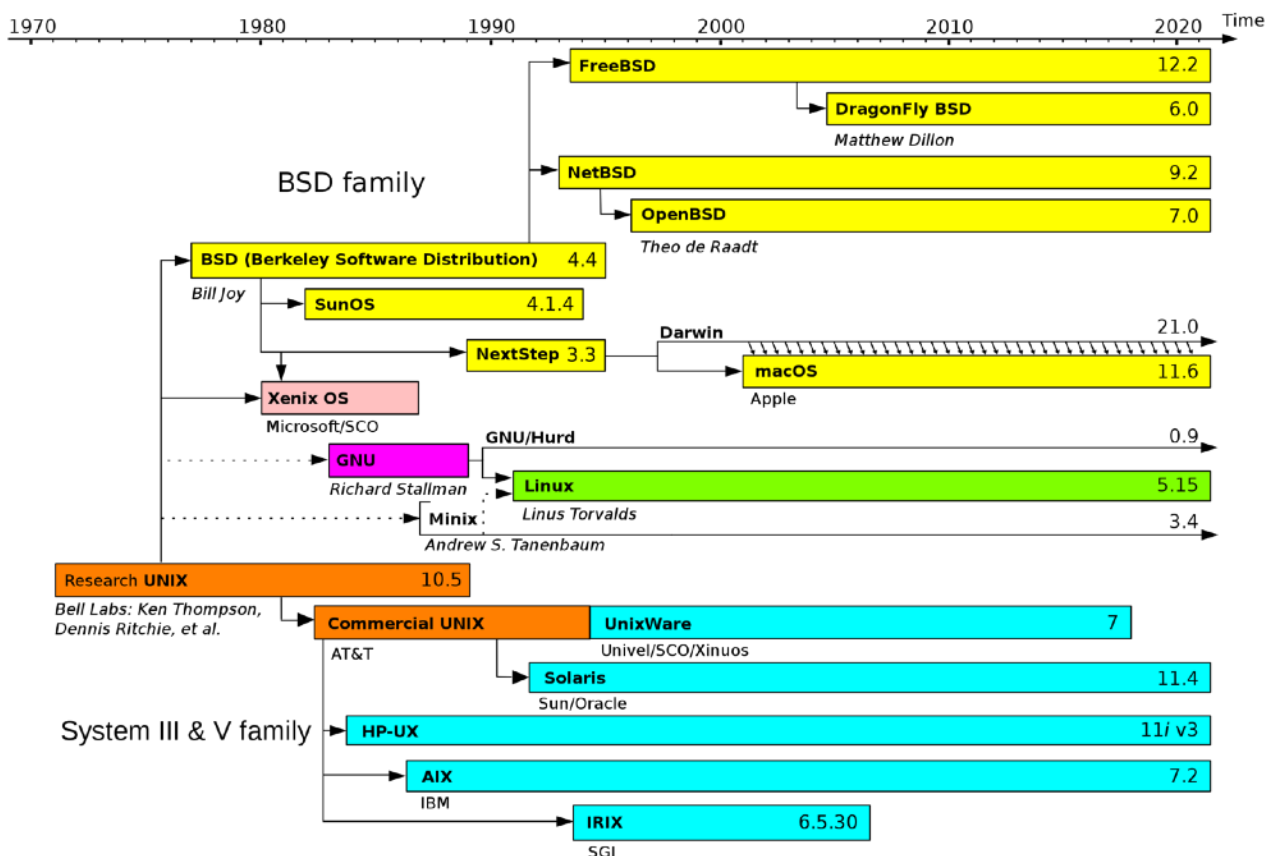 1970 1980 1990 2000 2010 2020 Time
FreeBSD 12.2
DragonFly BSD 6.0
Matthew Dillon
BSD family
NetBSD 9.2
OpenBSD 7.0
Theo de Raadt
BSD (Berkeley Software Distribution) 4.4
Bill Joy
SunOS 4.1.4
Darwin 21.0
NextStep 3.3
macOS 11.6
Apple
Xenix OS
Microsoft/SCO
GNU/Hurd 0.9
GNU
Richard Stallman
Linux 5.15
Linus Torvalds
Minix 3.4
Andrew S. Tanenbaum
Research UNIX 10.5
Bell Labs: Ken Thompson,
Dennis Ritchie, et al.
Commercial UNIX UnixWare 7
AT&T Univel/SCO/Xinuos
Solaris 11.4
Sun/Oracle
System III & V family
HP-UX 11i v3
AIX 7.2
IBM
IRIX 6.5.30
SGI